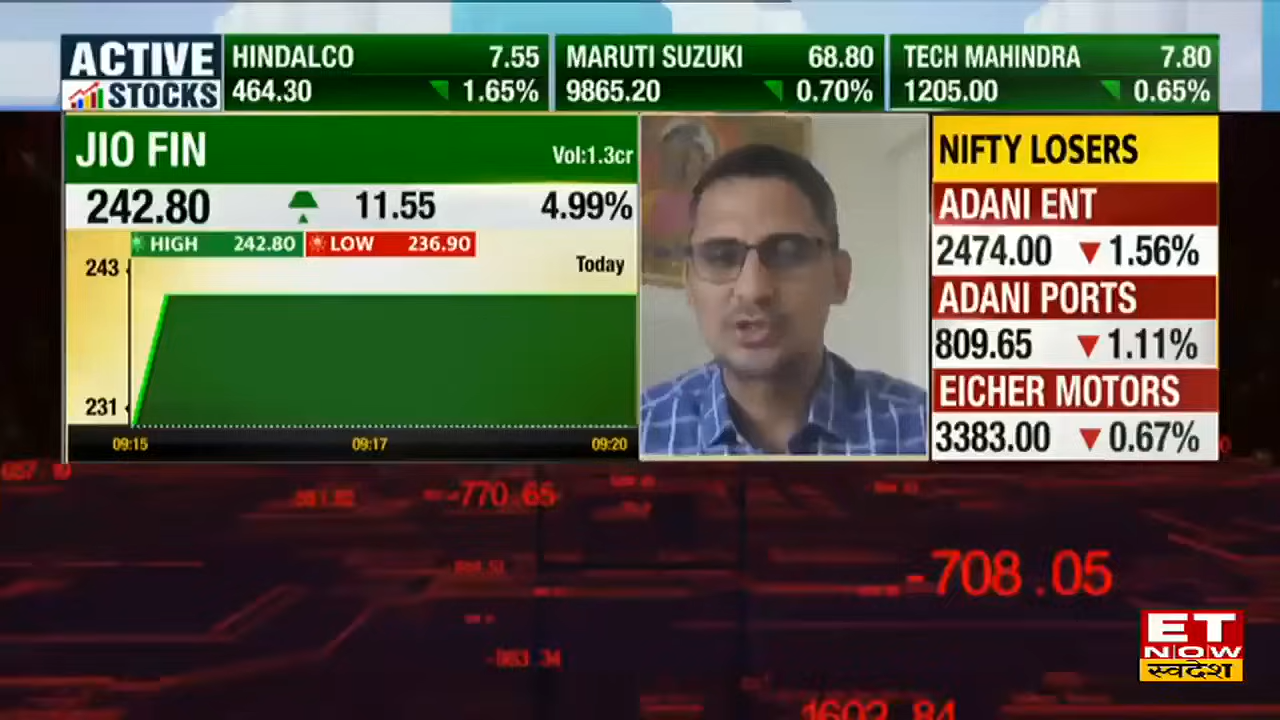 ACTIVE
STOCKS
HINDALCO 7.55
464.30 1.65%
MARUTI SUZUKI 68.80
9865.20 0.70%
TECH MAHINDRA 7.80
1205.00 0.65%
JIO FIN Vol:1.3cr
242.80 11.55 4.99%
HIGH 242.80 LOW 236.90
Today
243
231
09:15 09:17 09:20
NIFTY LOSERS
ADANI ENT
2474.00 1.56%
ADANI PORTS
809.65 1.11%
EICHER MOTORS
3383.00 0.67%
-770.65
-708.05
1602.84
ET
NOW
स्वदेश